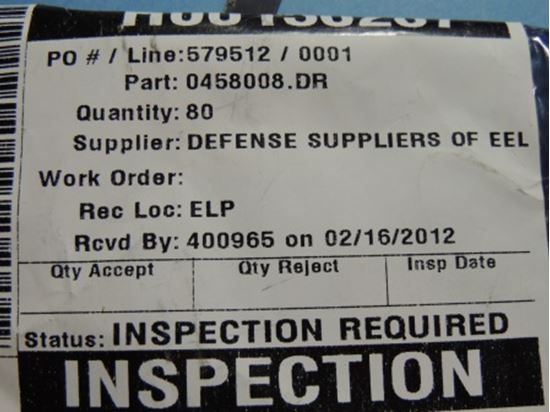 PO # / Line:579512 / 0001
Part: 0458008.DR
Quantity: 80
Supplier: DEFENSE SUPPLIERS OF EEL
Work Order:
Rec Loc: ELP
Rcvd By: 400965 on 02/16/2012
Qty Accept Qty Reject Insp Date
Status: INSPECTION REQUIRED
INSPECTION